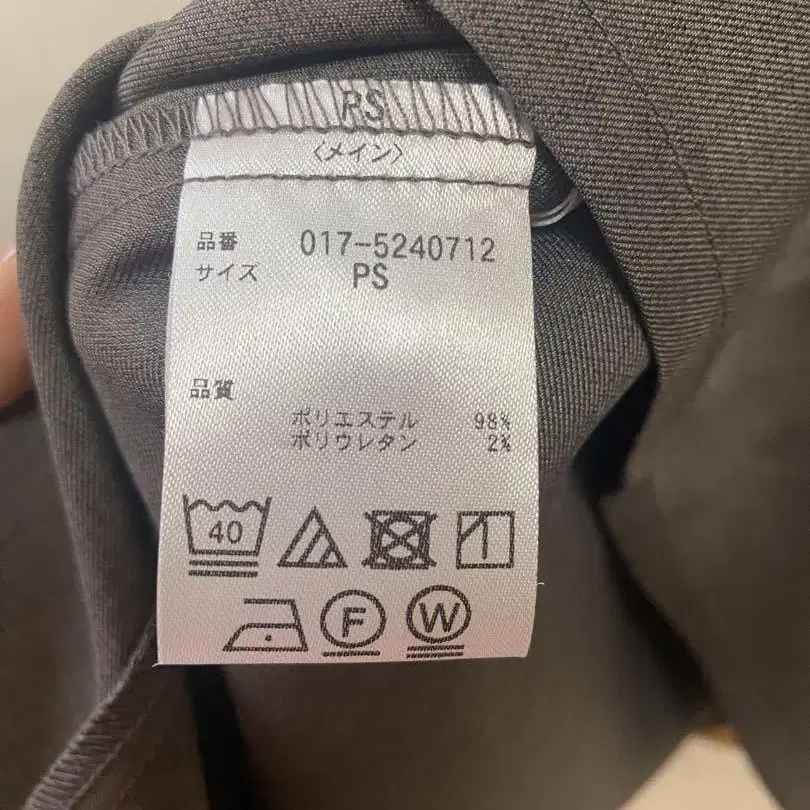 PS
〈メイン〉
品番 017-5240712
サイズ PS
品質
ポリエステル 98%
ポリウレタン 2%
40
F W